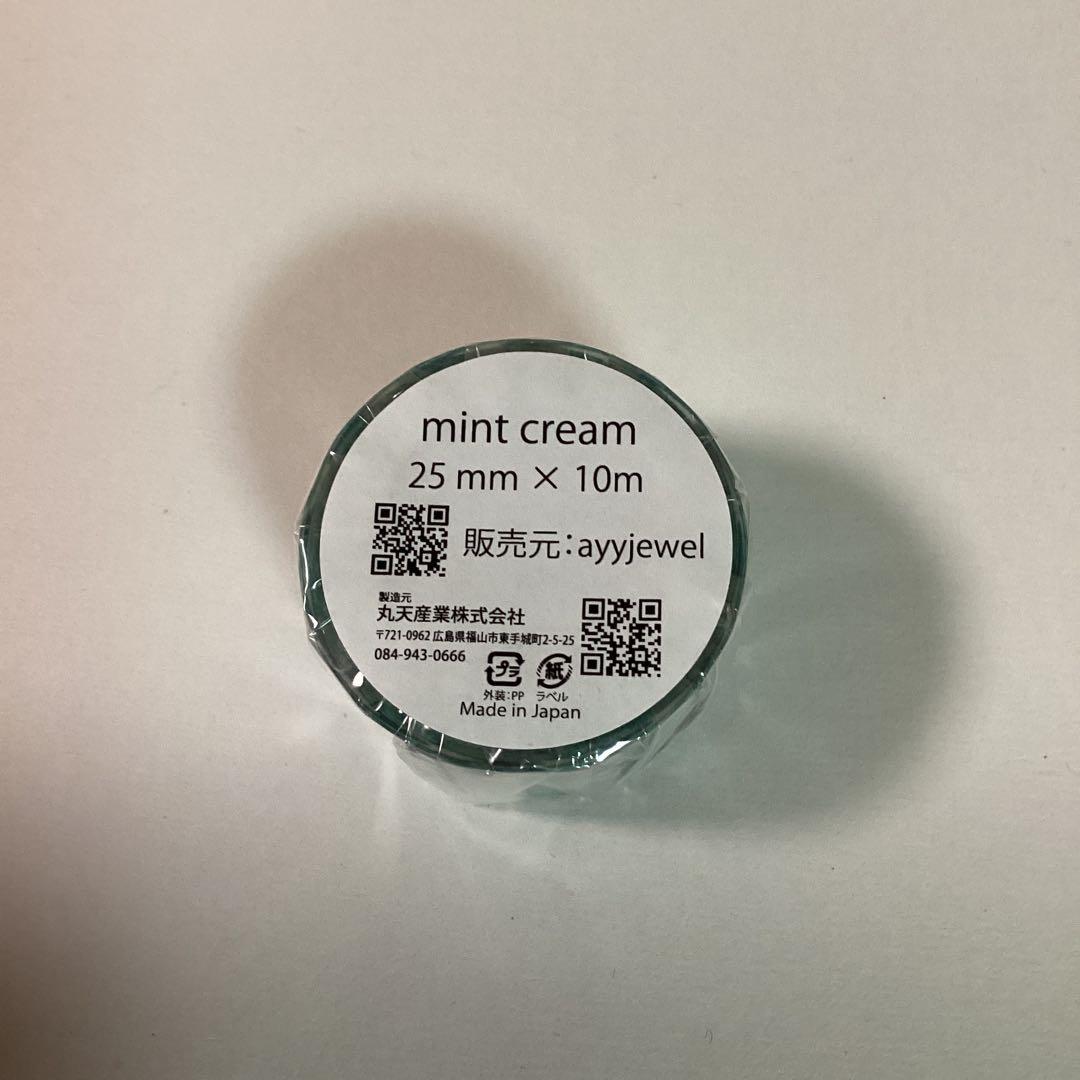 mint cream
25 mm × 10m
販売元：ayyjewel
製造元
丸天産業株式会社
〒721-0962 広島県福山市東手城町2-5-25
084-943-0666
プラ 紙
外装：PP ラベル
Made in Japan